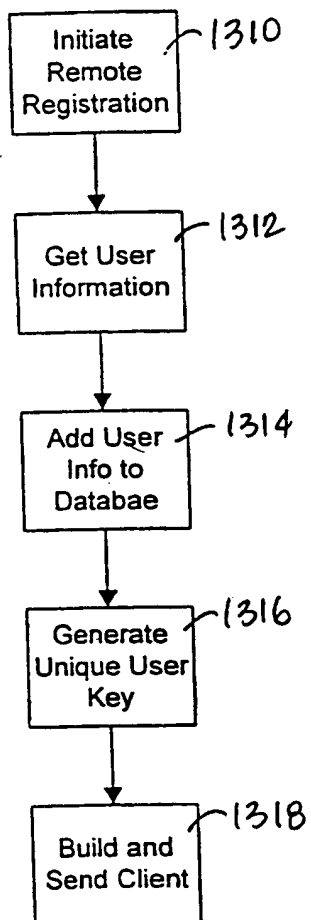 Initiate
Remote
Registration
1310
Get User
Information
1312
Add User
Info to
Databae
1314
Generate
Unique User
Key
1316
Build and
Send Client
1318